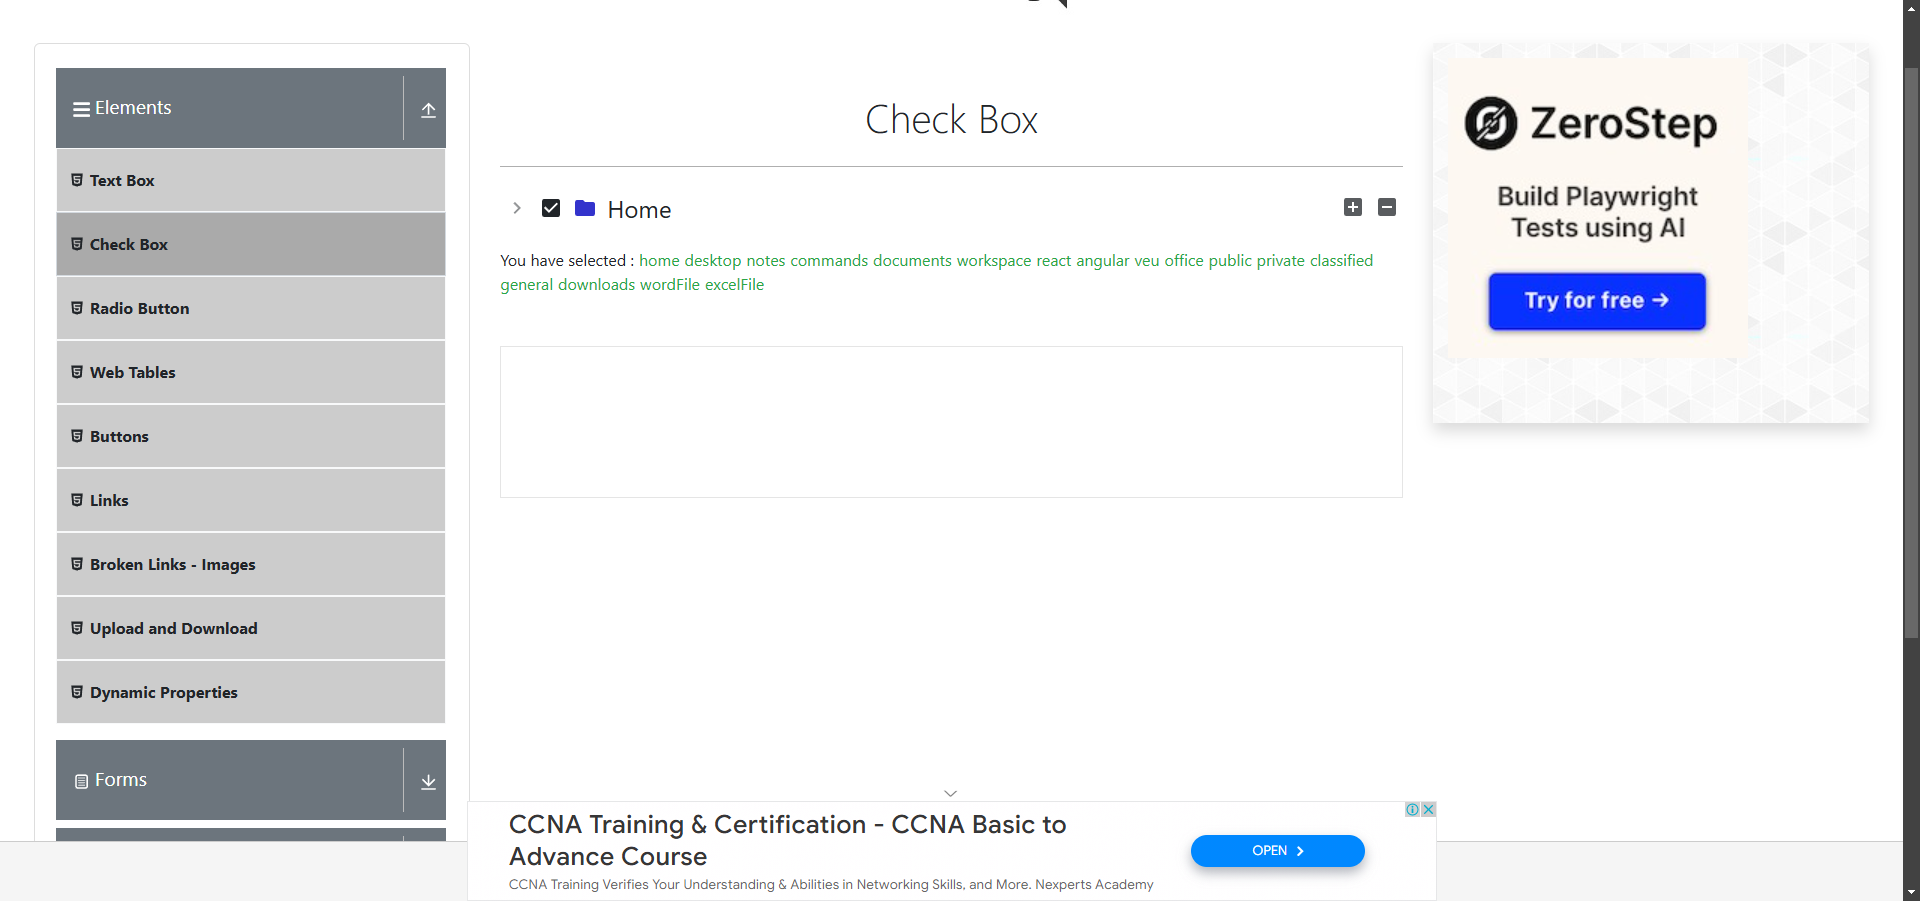 Elements
Text Box
Check Box
Radio Button
Web Tables
Buttons
Links
Broken Links - Images
Upload and Download
Dynamic Properties
Forms
Check Box
Home
You have selected : home desktop notes commands documents workspace react angular veu office public private classified
general downloads wordFile excelFile
ZeroStep
Build Playwright
Tests using AI
Try for free →
CCNA Training & Certification - CCNA Basic to
Advance Course
CCNA Training Verifies Your Understanding & Abilities in Networking Skills, and More. Nexperts Academy
OPEN